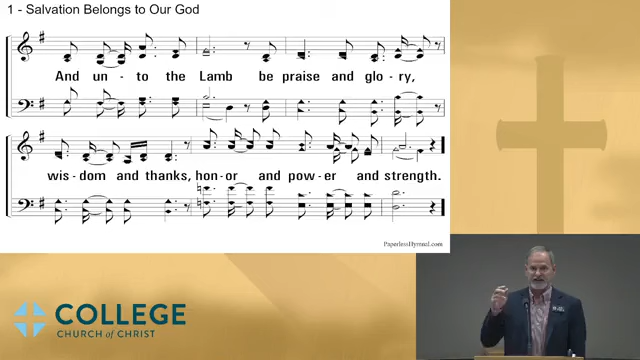 1 - Salvation Belongs to Our God
And un - to the Lamb be praise and glo - ry,
wis - dom and thanks, hon - or and pow - er and strength.
PaperlessHymnal.com
COLLEGE
CHURCH of CHRIST